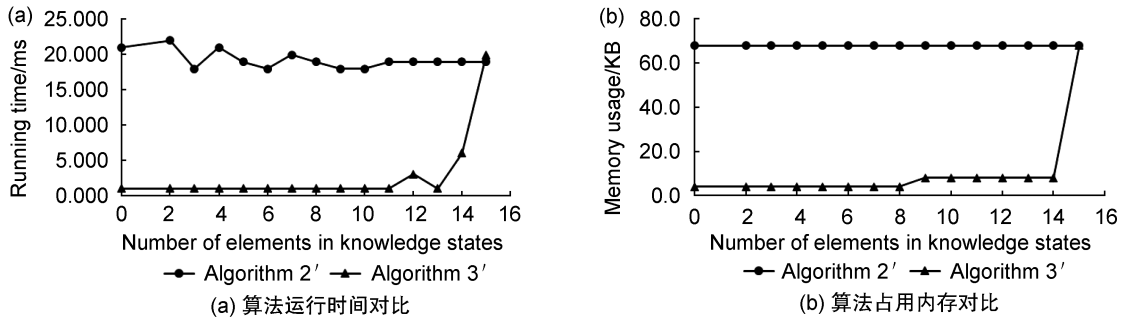 (a)
25.000
20.000
15.000
10.000
5.000
0.000
Running time/ms
0 2 4 6 8 10 12 14 16
Number of elements in knowledge states
Algorithm 2′ Algorithm 3′
(a) 算法运行时间对比
(b)
80.0
60.0
40.0
20.0
0.0
Memory usage/KB
0 2 4 6 8 10 12 14 16
Number of elements in knowledge states
Algorithm 2′ Algorithm 3′
(b) 算法占用内存对比